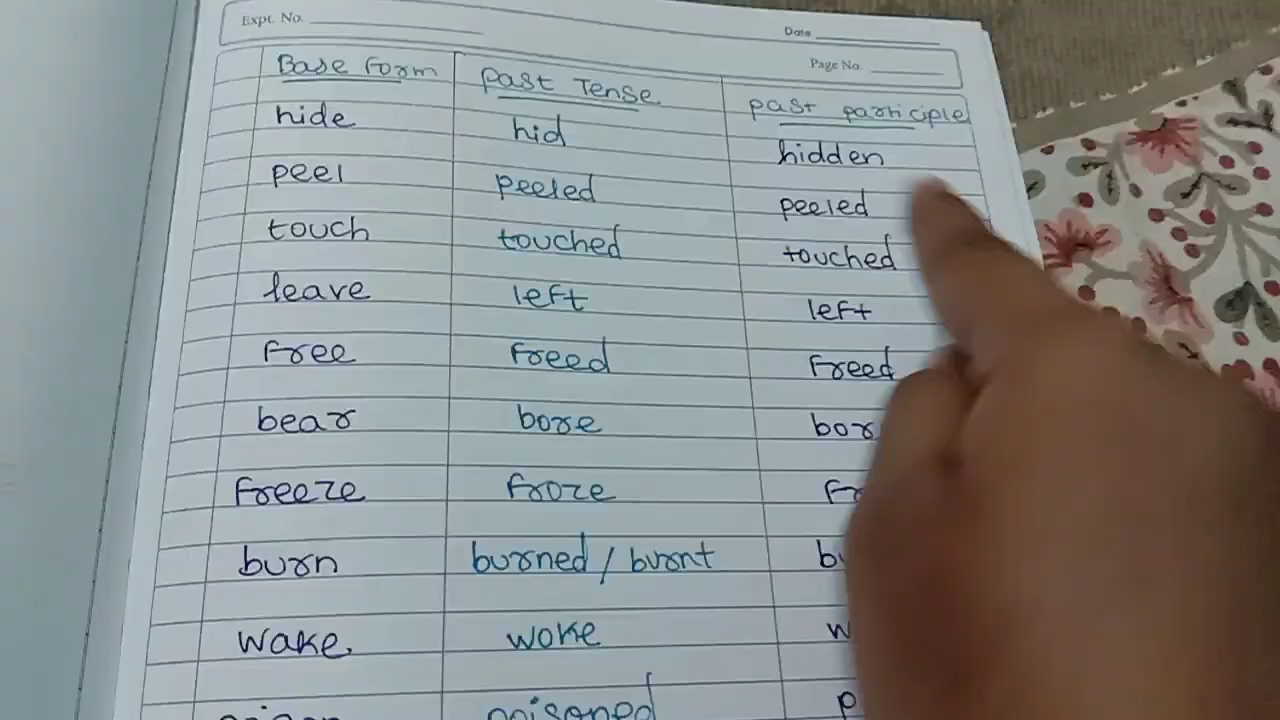 Expt. No.
Date
Page No.
Base Form Past Tense Past participle
hide hid hidden
peel peeled peeled
touch touched touched
leave left left
Free Freed Freed
bear bore
Freeze Froze
burn burned / burnt
wake woke
poisoned